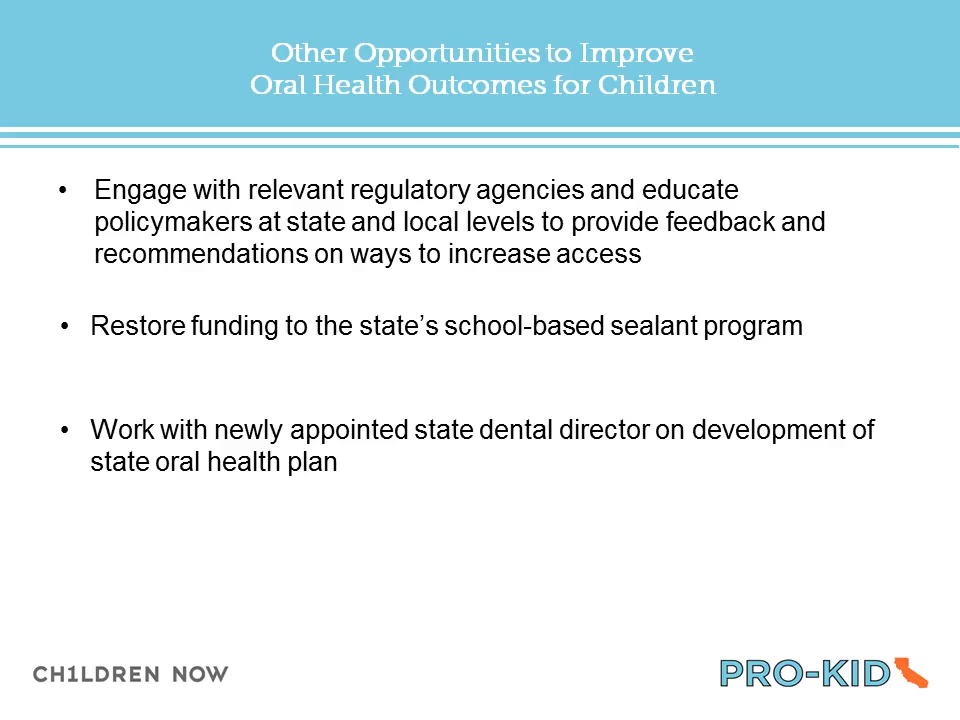 Other Opportunities to Improve
Oral Health Outcomes for Children
• Engage with relevant regulatory agencies and educate
policymakers at state and local levels to provide feedback and
recommendations on ways to increase access
• Restore funding to the state’s school-based sealant program
• Work with newly appointed state dental director on development of
state oral health plan
CH1LDREN NOW
PRO-KID